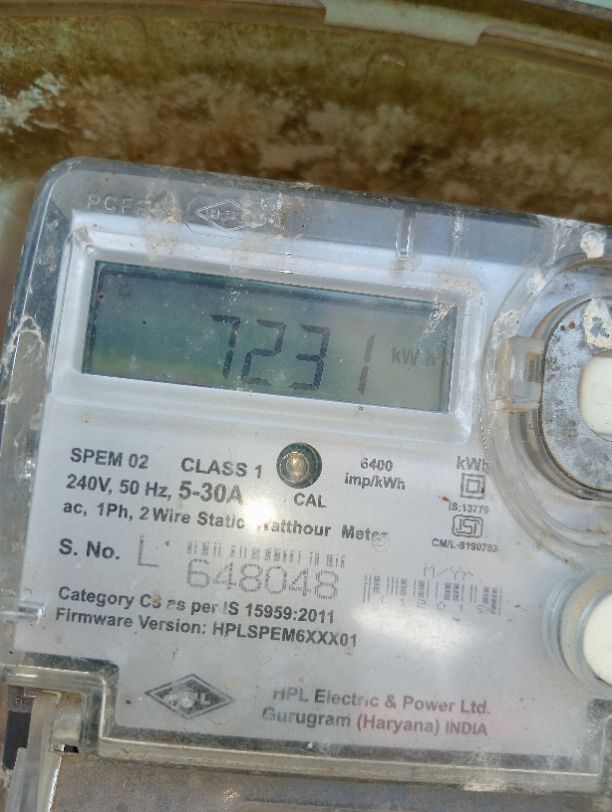 7231 kWh
SPEM 02 CLASS 1 6400 kWh
240V, 50 Hz, 5-30A CAL imp/kWh
IS:13779
ac, 1Ph, 2 Wire Static Watthour Meter
CM/L-9190783
S. No. L 648048 M/Yr
Category C3 as per IS 15959:2011
Firmware Version: HPLSPEM6XXX01
HPL Electric & Power Ltd.
Gurugram (Haryana) INDIA